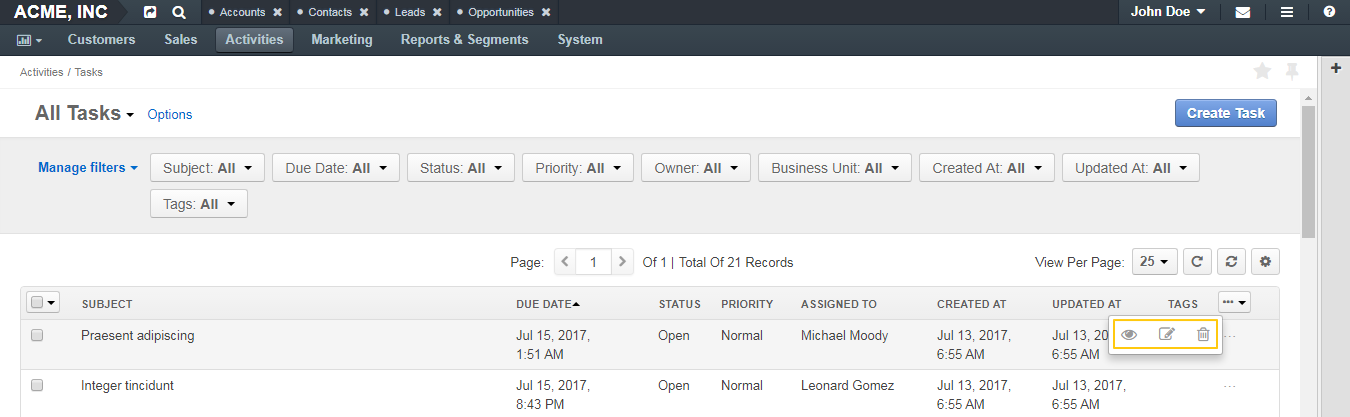 ACME, INC Accounts Contacts Leads Opportunities John Doe
Customers Sales Activities Marketing Reports & Segments System
Activities / Tasks
All Tasks Options Create Task
Manage filters Subject: All Due Date: All Status: All Priority: All Owner: All Business Unit: All Created At: All Updated At: All
Tags: All
Page: 1 Of 1 | Total Of 21 Records View Per Page: 25
SUBJECT DUE DATE STATUS PRIORITY ASSIGNED TO CREATED AT UPDATED AT TAGS
Praesent adipiscing Jul 15, 2017, Open Normal Michael Moody Jul 13, 2017, Jul 13, 20
1:51 AM 6:55 AM 6:55 AM
Integer tincidunt Jul 15, 2017, Open Normal Leonard Gomez Jul 13, 2017, Jul 13, 2017,
8:43 PM 6:55 AM 6:55 AM